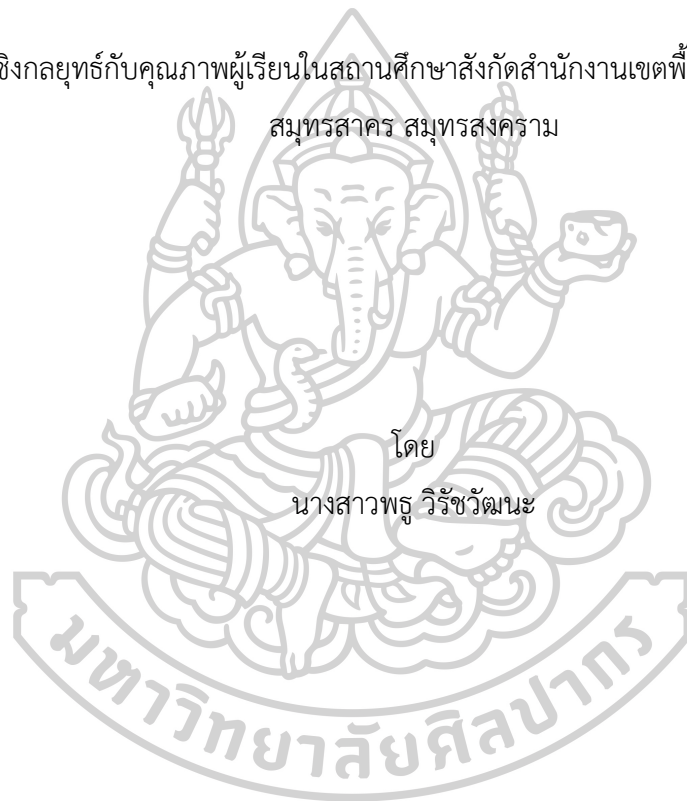 ชิงกลยุทธ์กับคุณภาพผู้เรียนในสถานศึกษาสังกัดสำนักงานเขตพื้
สมุทรสาคร สมุทรสงคราม
โดย
นางสาวพธู วิรัชวัฒนะ
มหาวิทยาลัยศิลปากร